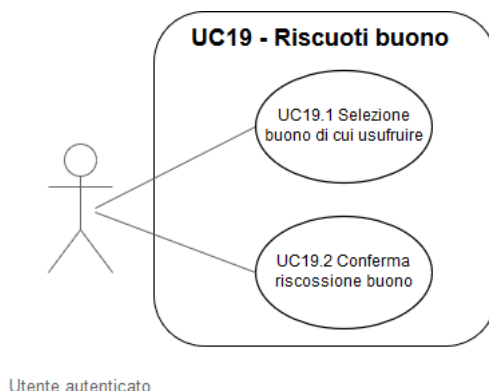 UC19 - Riscuoti buono
UC19.1 Selezione
buono di cui usufruire
UC19.2 Conferma
riscossione buono
Utente autenticato